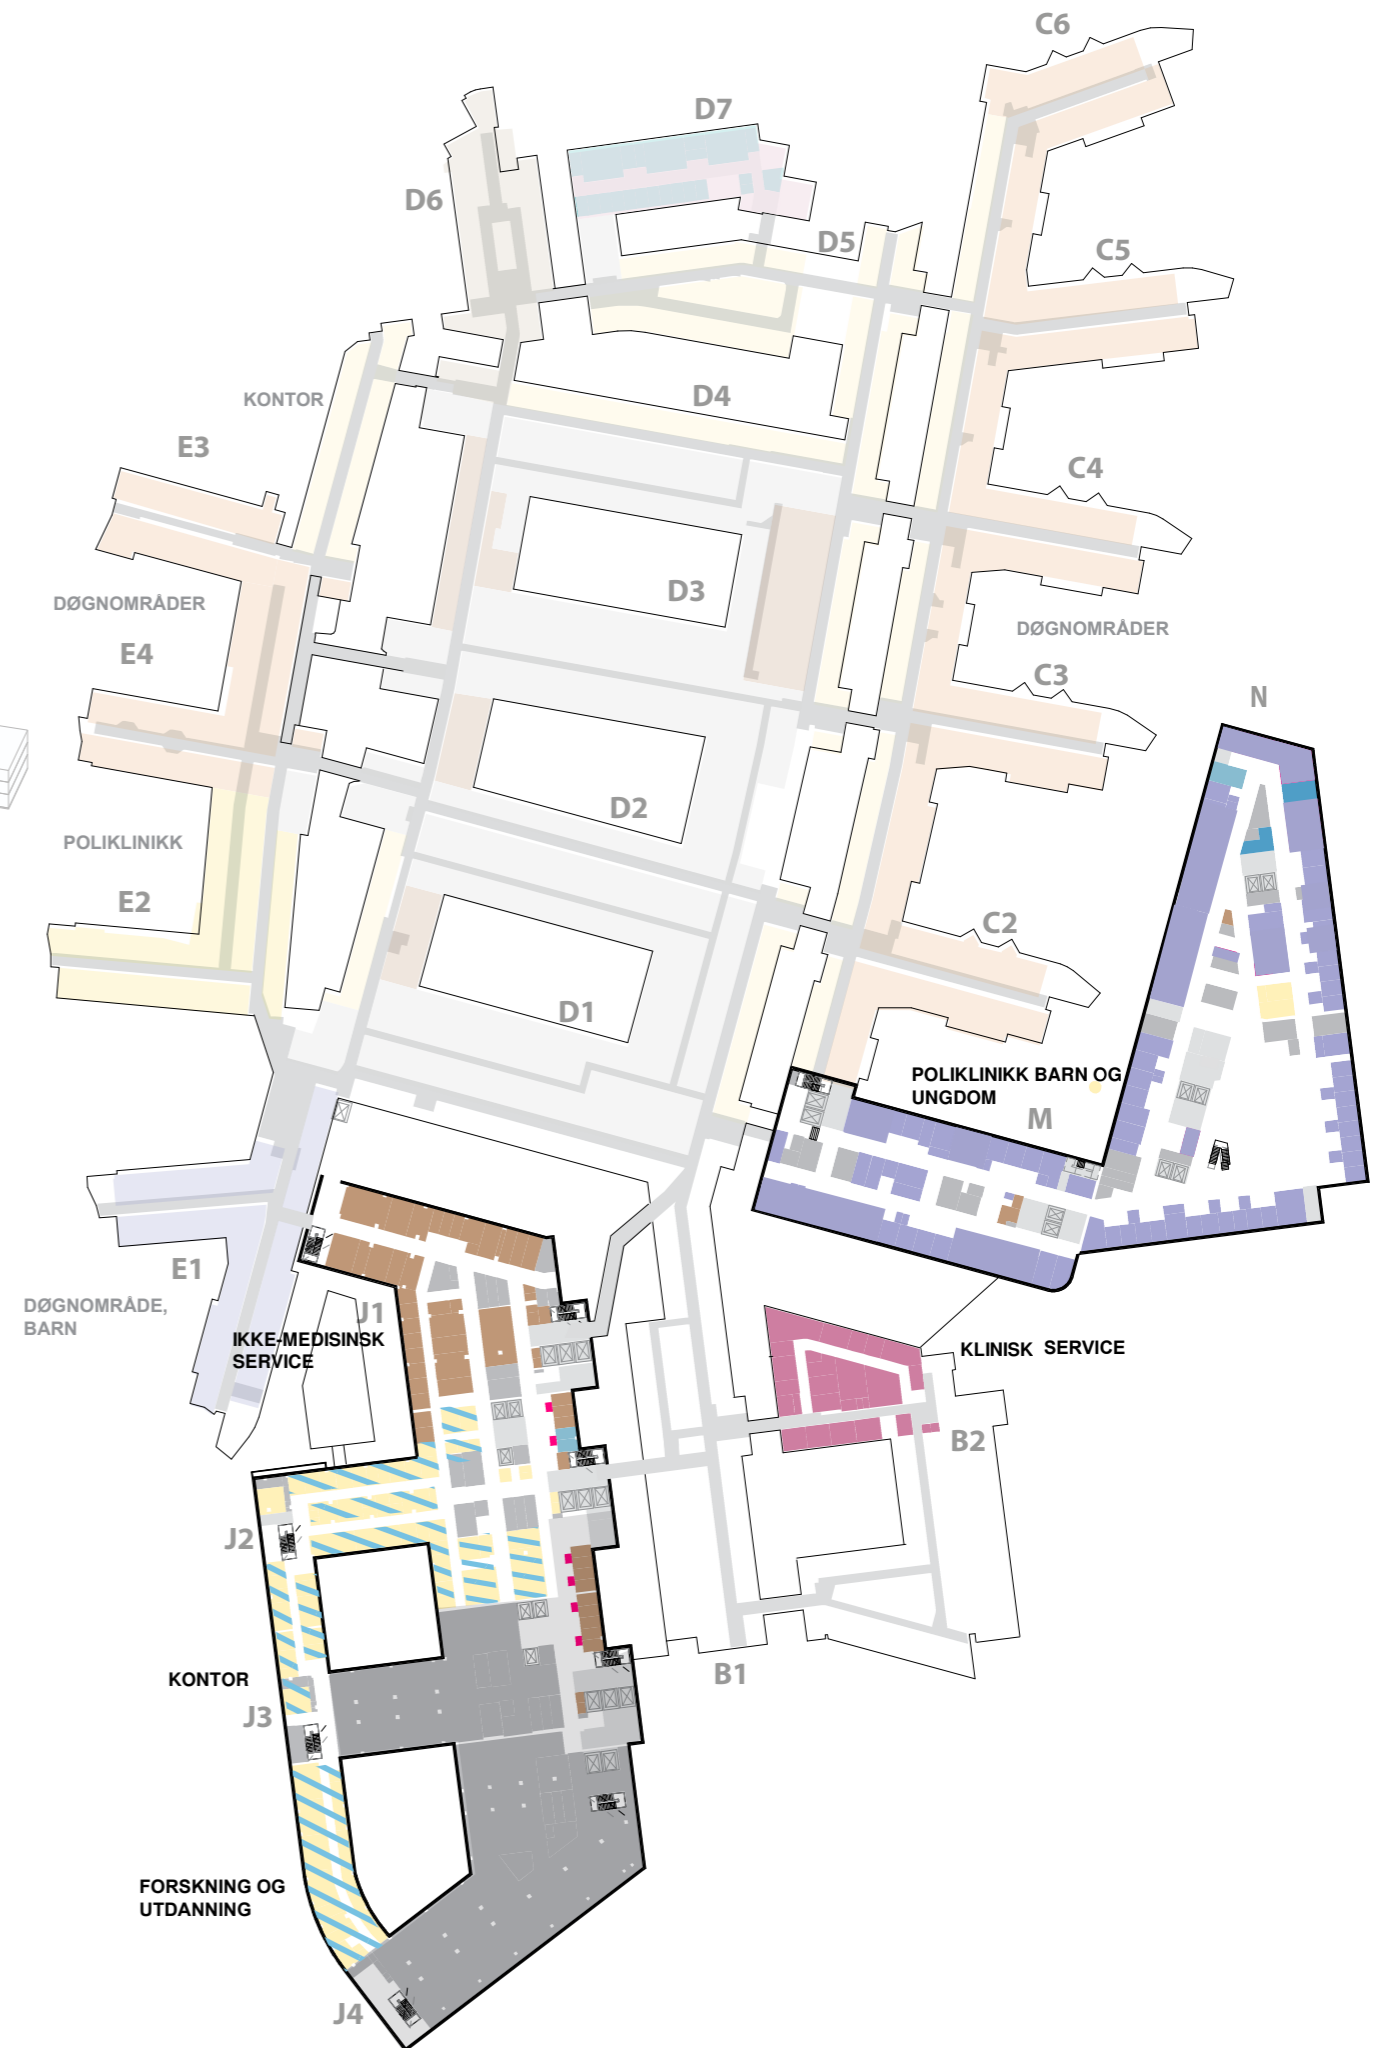 C6
D7
D6
D5
C5
KONTOR
D4
E3
C4
D3
DØGNOMRÅDER
DØGNOMRÅDER
E4
C3
N
D2
POLIKLINIKK
E2
C2
D1
POLIKLINIKK BARN OG
UNGDOM
M
E1
DØGNOMRÅDE,
BARN
J1
IKKE-MEDISINSK
SERVICE
KLINISK SERVICE
B2
J2
KONTOR
B1
J3
FORSKNING OG
UTDANNING
J4